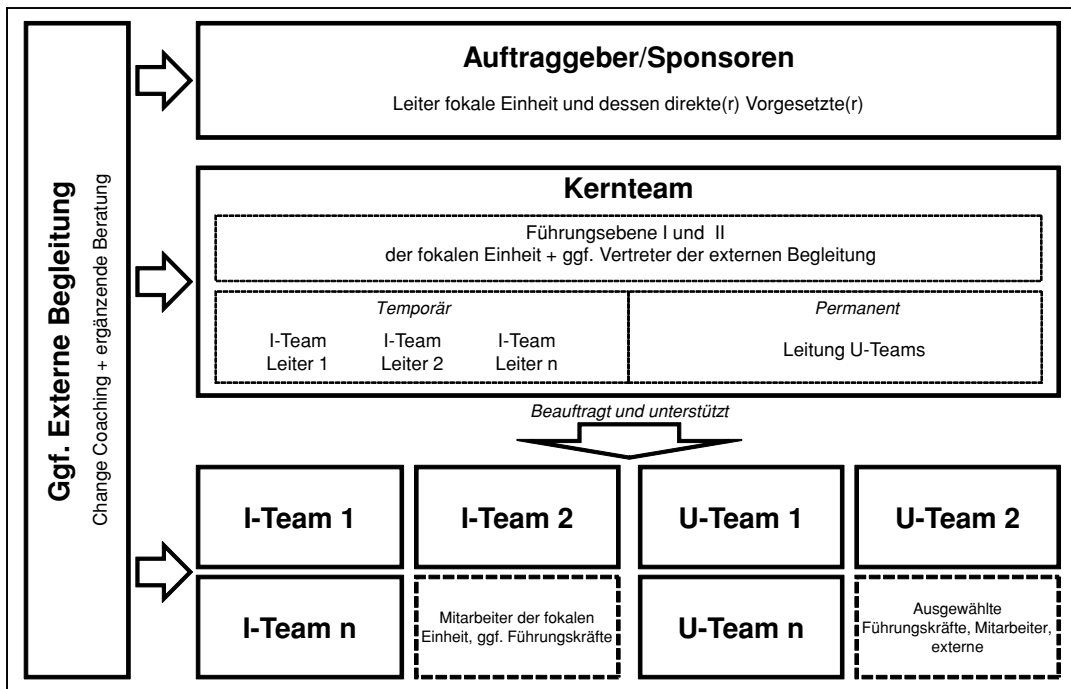 Ggf. Externe Begleitung
Change Coaching + ergänzende Beratung
Auftraggeber/Sponsoren
Leiter fokale Einheit und dessen direkte(r) Vorgesetzte(r)
Kernteam
Führungsebene I und II
der fokalen Einheit + ggf. Vertreter der externen Begleitung
Temporär
I-Team
Leiter 1
I-Team
Leiter 2
I-Team
Leiter n
Permanent
Leitung U-Teams
Beauftragt und unterstützt
I-Team 1
I-Team 2
U-Team 1
U-Team 2
I-Team n
Mitarbeiter der fokalen
Einheit, ggf. Führungskräfte
U-Team n
Ausgewählte
Führungskräfte, Mitarbeiter,
externe